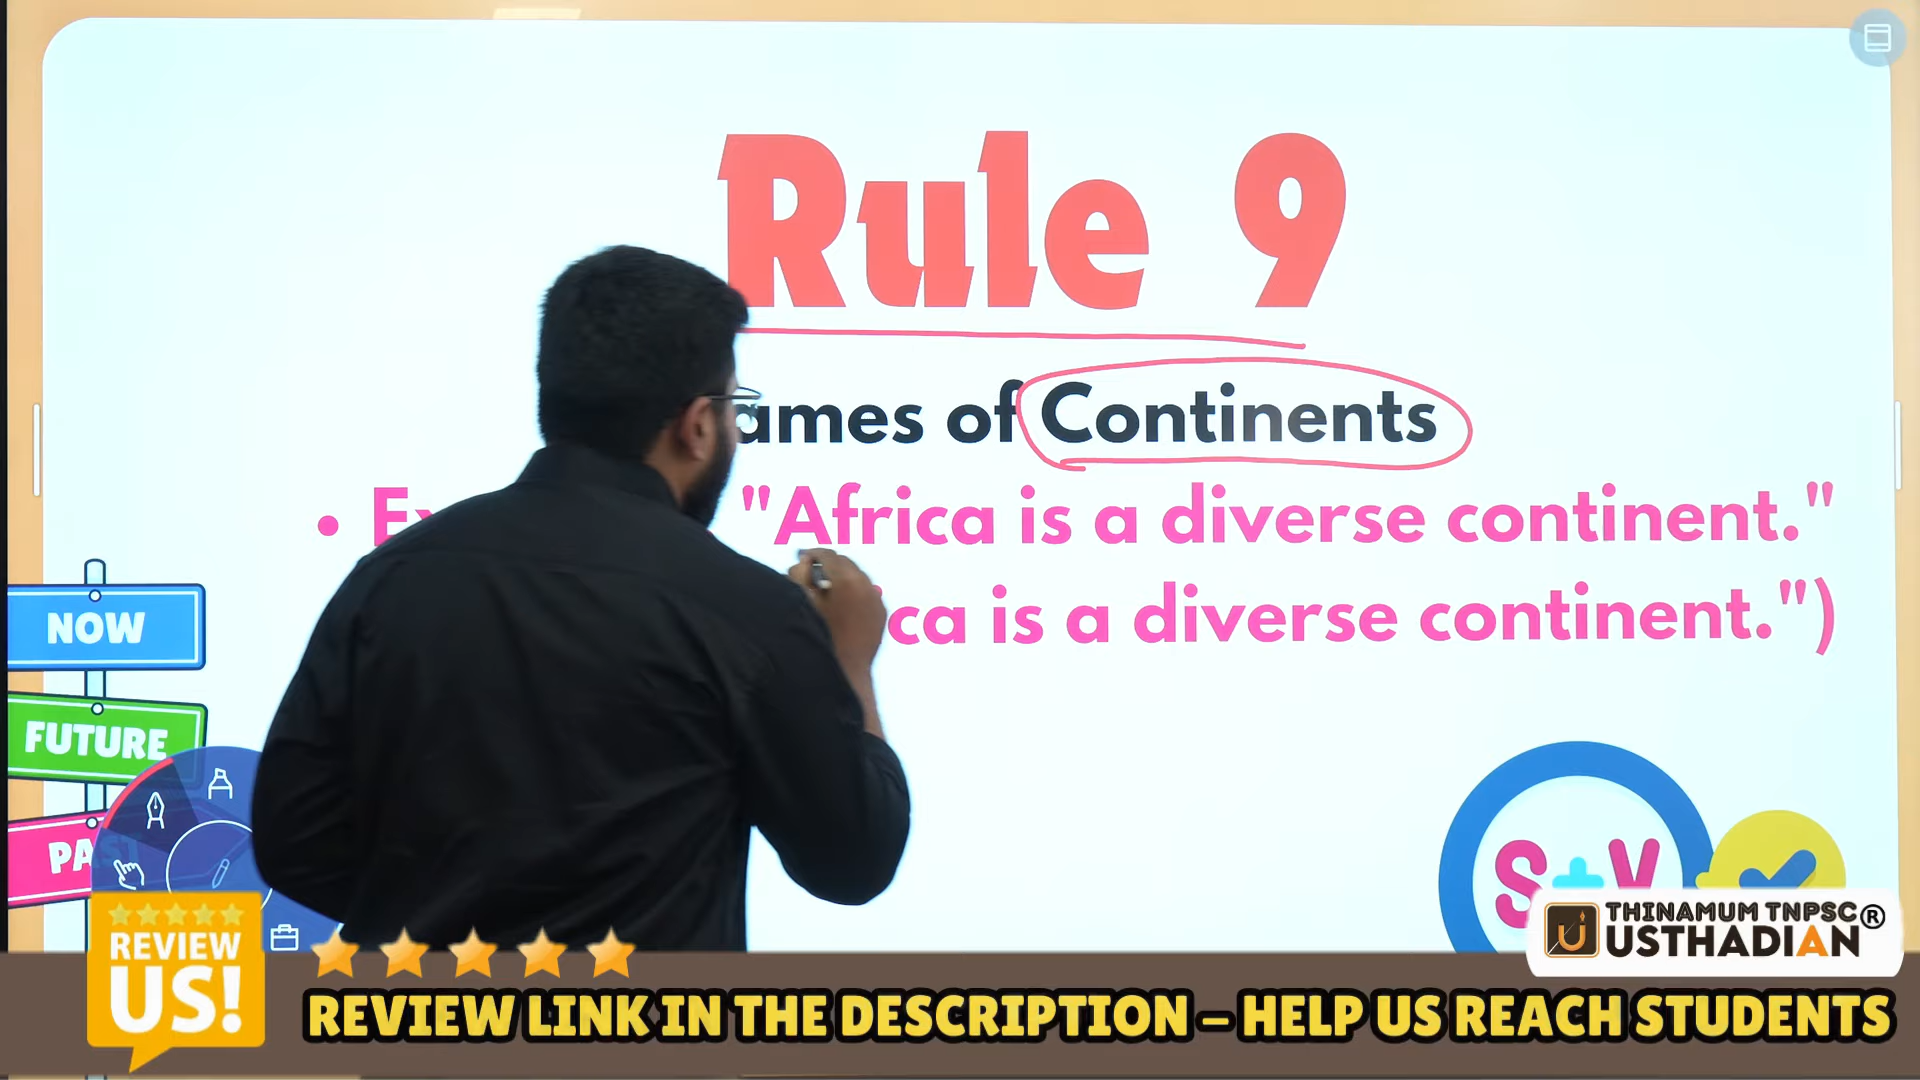 Rule 9
ames of Continents
• Ex "Africa is a diverse continent."
ca is a diverse continent.")
NOW
FUTURE
PA
S+V
REVIEW
US!
THINAMUM TNPSC®
USTHADIAN
REVIEW LINK IN THE DESCRIPTION – HELP US REACH STUDENTS